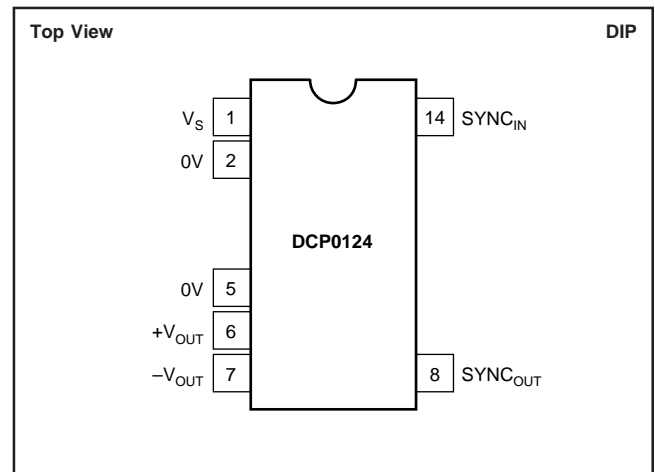 Top View DIP
V_S 1 14 SYNC_IN
0V 2
DCP0124
0V 5
+V_OUT 6
–V_OUT 7 8 SYNC_OUT